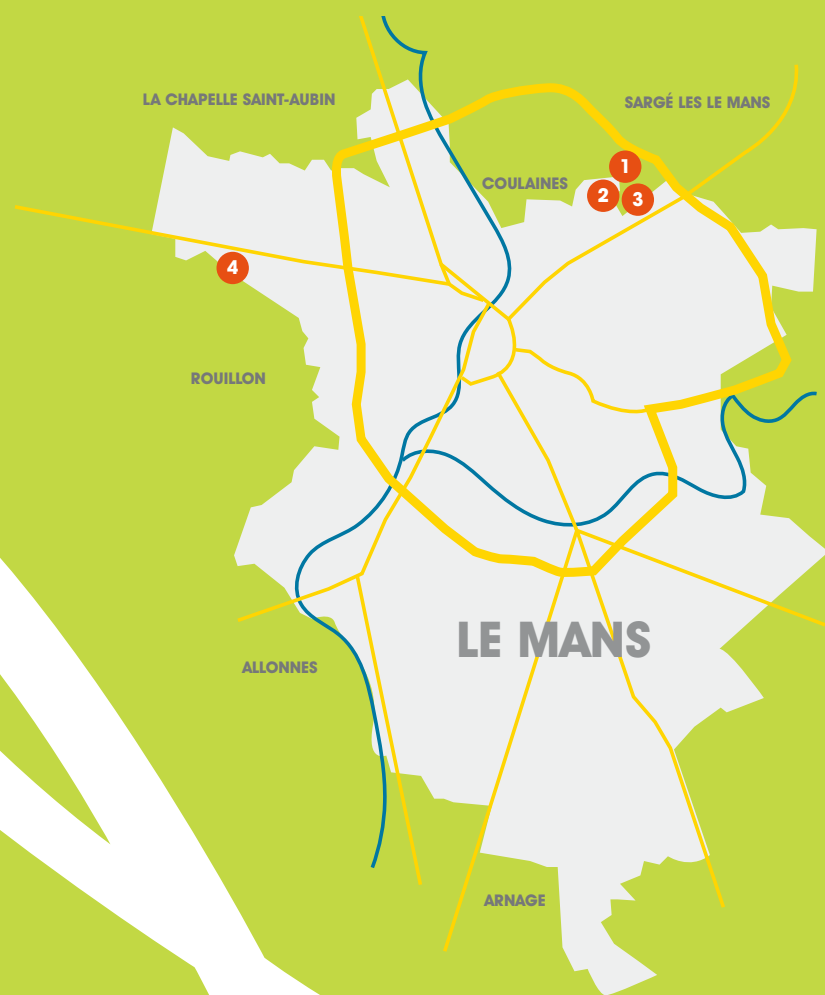 LA CHAPELLE SAINT-AUBIN
SARGÉ LES LE MANS
1
COULAINES
2
3
4
ROUILLON
LE MANS
ALLONNES
ARNAGE